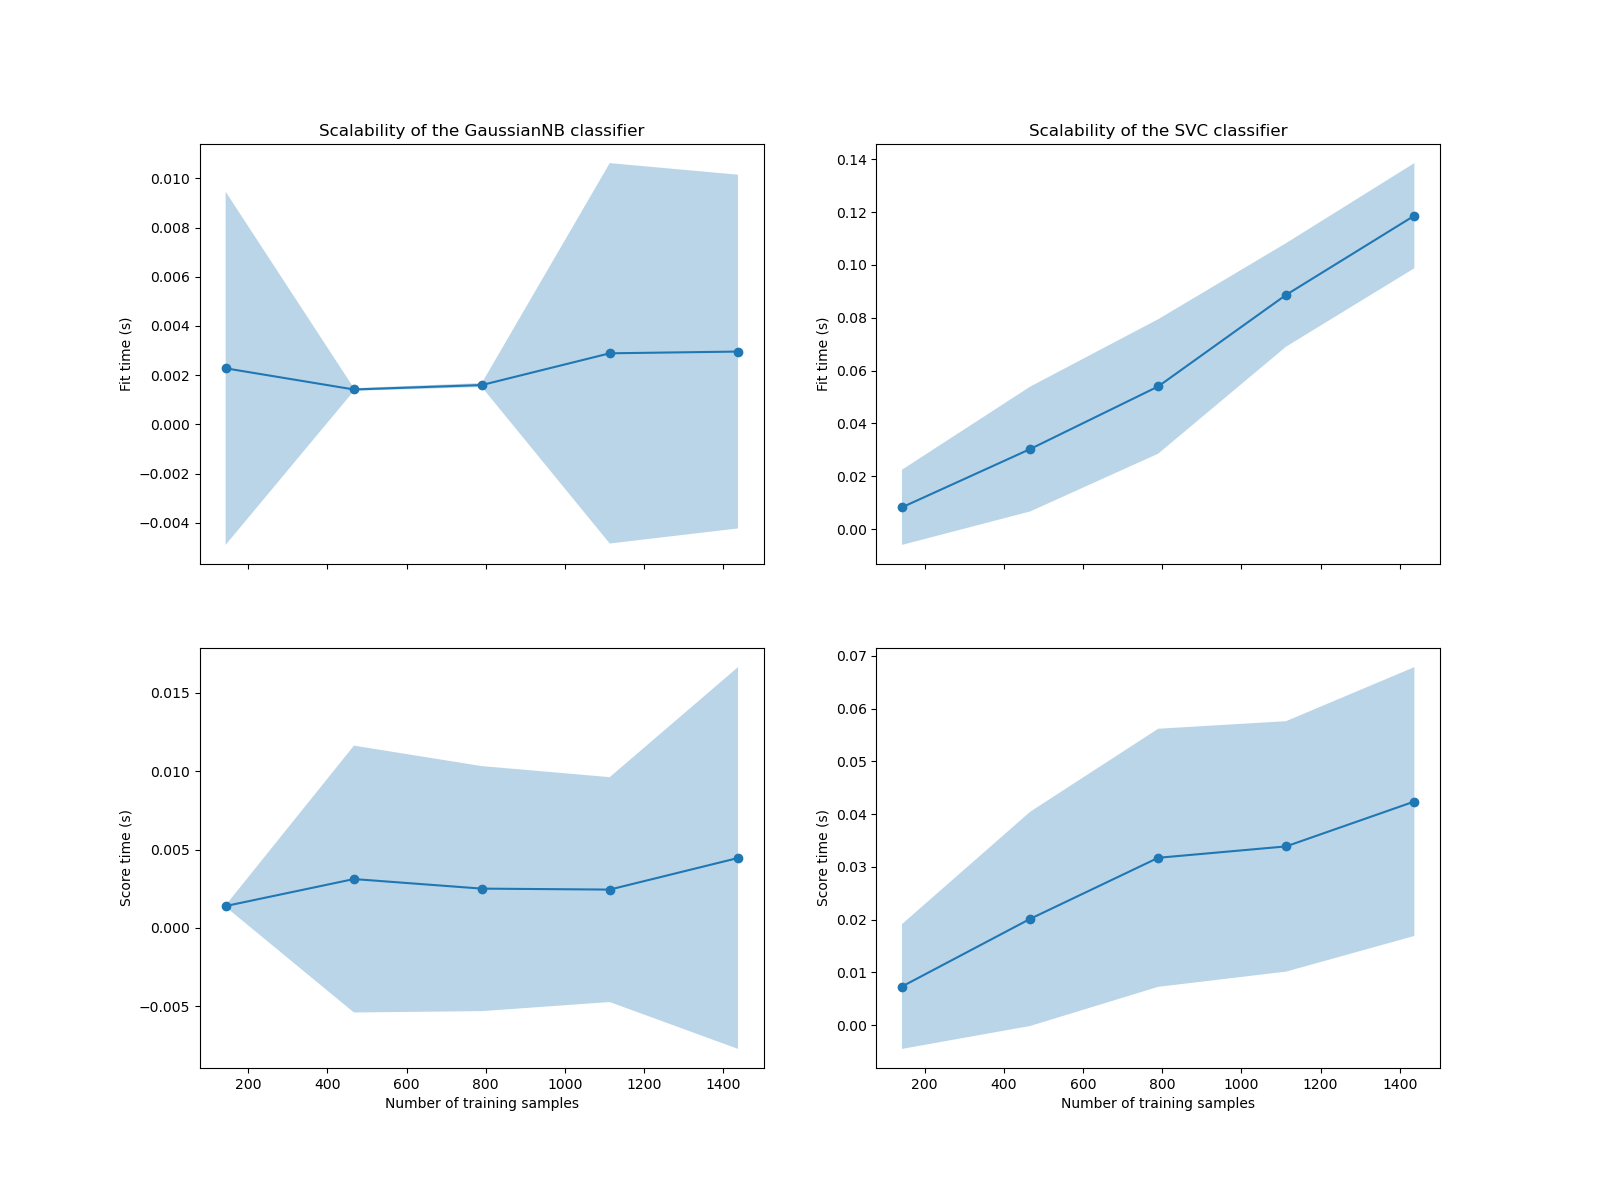 Scalability of the GaussianNB classifier
0.010
0.008
0.006
0.004
0.002
0.000
−0.002
−0.004
Fit time (s)
Scalability of the SVC classifier
0.14
0.12
0.10
0.08
0.06
0.04
0.02
0.00
Fit time (s)
0.015
0.010
0.005
0.000
−0.005
Score time (s)
200 400 600 800 1000 1200 1400
Number of training samples
0.07
0.06
0.05
0.04
0.03
0.02
0.01
0.00
Score time (s)
200 400 600 800 1000 1200 1400
Number of training samples